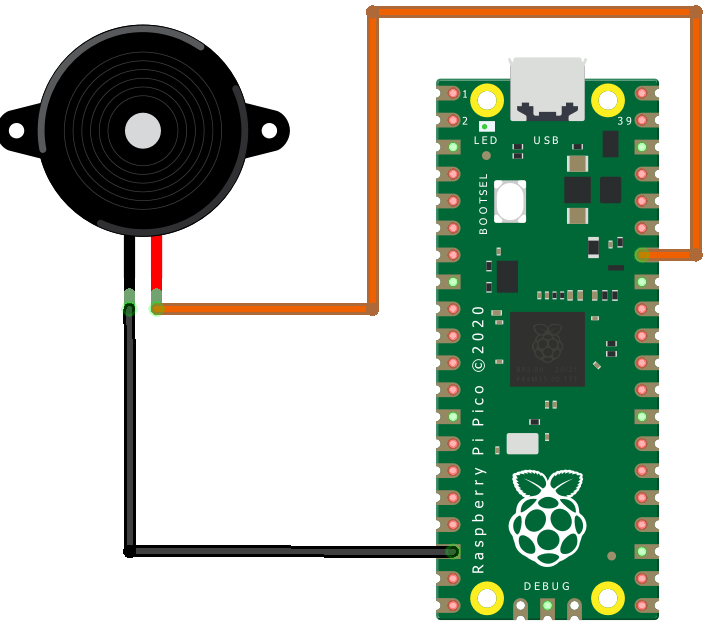 1
2
39
LED
USB
BOOTSEL
Raspberry Pi Pico ©2020
DEBUG